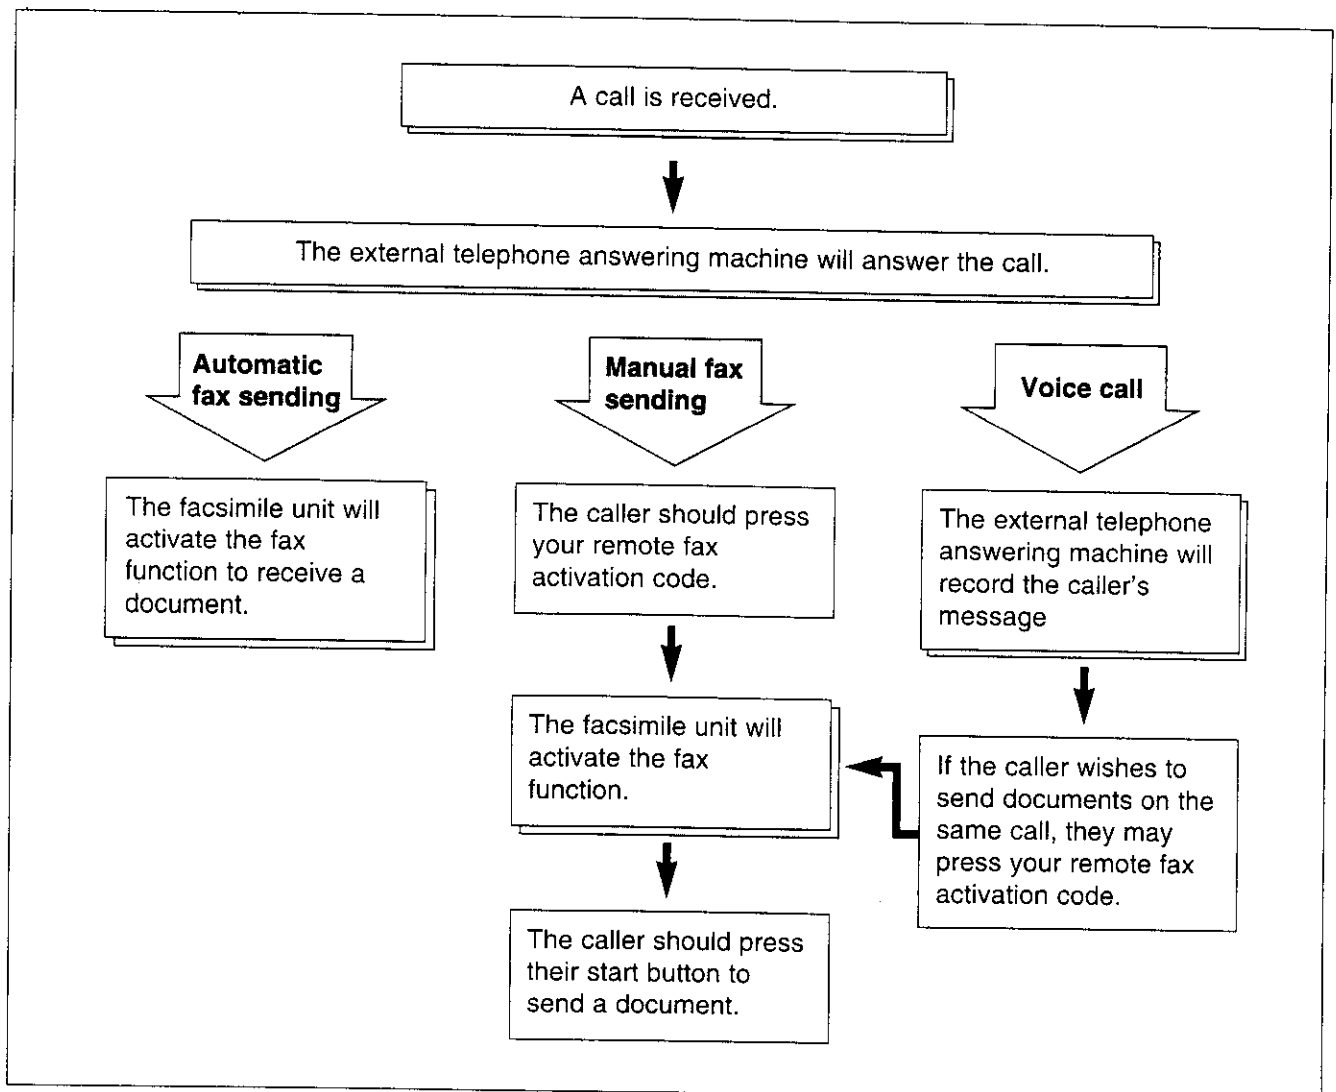 A call is received.
The external telephone answering machine will answer the call.
Automatic
fax sending
The facsimile unit will
activate the fax
function to receive a
document.
Manual fax
sending
The caller should press
your remote fax
activation code.
The facsimile unit will
activate the fax
function.
The caller should press
their start button to
send a document.
Voice call
The external telephone
answering machine will
record the caller's
message
If the caller wishes to
send documents on the
same call, they may
press your remote fax
activation code.